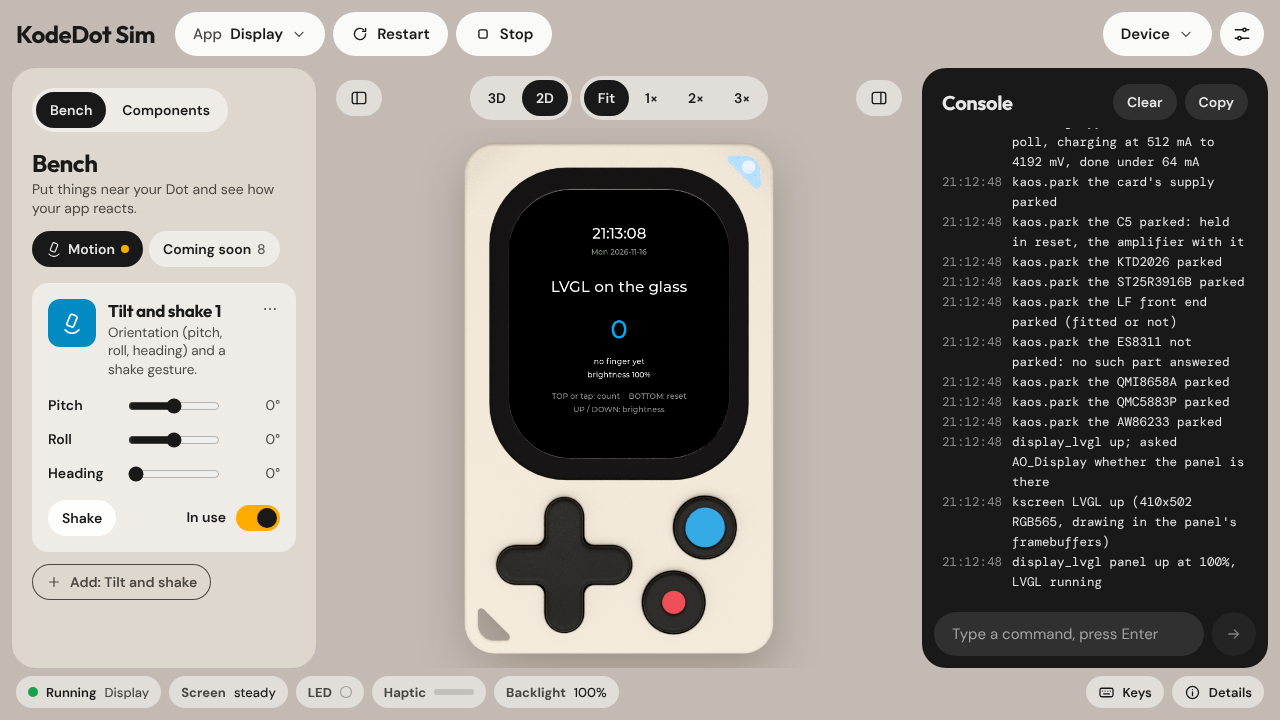 KodeDot Sim
App Display
Restart
Stop
Device
Bench
Components
Bench
Put things near your Dot and see how
your app reacts.
Motion
Coming soon 8
Tilt and shake 1
...
Orientation (pitch,
roll, heading) and a
shake gesture.
Pitch 0°
Roll 0°
Heading 0°
Shake
In use
+ Add: Tilt and shake
3D 2D
Fit 1× 2× 3×
21:13:08
Mon 2026-11-16
LVGL on the glass
0
no finger yet
brightness 100%
TOP or tap: count BOTTOM: reset
UP / DOWN: brightness
Console
Clear
Copy
poll, charging at 512 mA to
4192 mV, done under 64 mA
21:12:48 kaos.park the card's supply
parked
21:12:48 kaos.park the C5 parked: held
in reset, the amplifier with it
21:12:48 kaos.park the KTD2026 parked
21:12:48 kaos.park the ST25R3916B parked
21:12:48 kaos.park the LF front end
parked (fitted or not)
21:12:48 kaos.park the ES8311 not
parked: no such part answered
21:12:48 kaos.park the QMI8658A parked
21:12:48 kaos.park the QMC5883P parked
21:12:48 kaos.park the AW86233 parked
21:12:48 display_lvgl up; asked
AO_Display whether the panel is
there
21:12:48 kscreen LVGL up (410x502
RGB565, drawing in the panel's
framebuffers)
21:12:48 display_lvgl panel up at 100%,
LVGL running
Type a command, press Enter
Running Display
Screen steady
LED
Haptic
Backlight 100%
Keys
Details